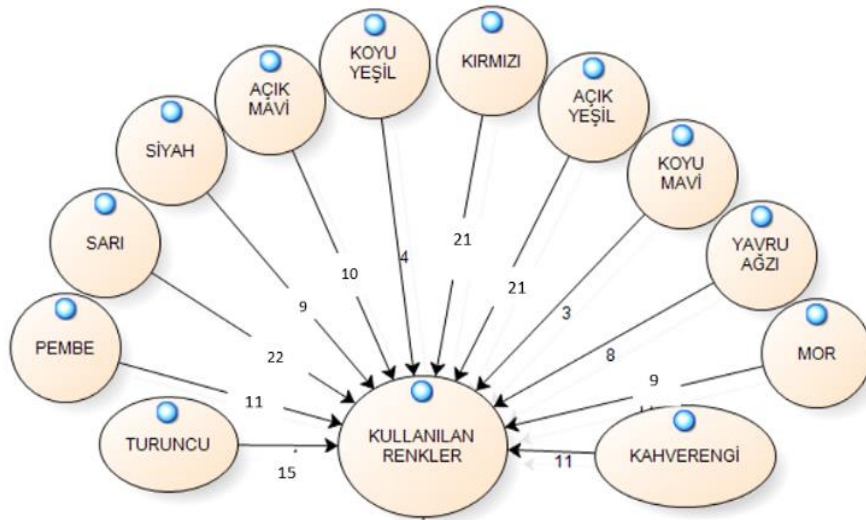 KOYU
YEŞİL
KIRMIZI
AÇIK
MAVİ
AÇIK
YEŞİL
SİYAH
KOYU
MAVİ
SARI
YAVRU
AĞZI
PEMBE
MOR
TURUNCU
KULLANILAN
RENKLER
KAHVERENGİ
21
4
10
21
9
3
22
8
11
9
15
11